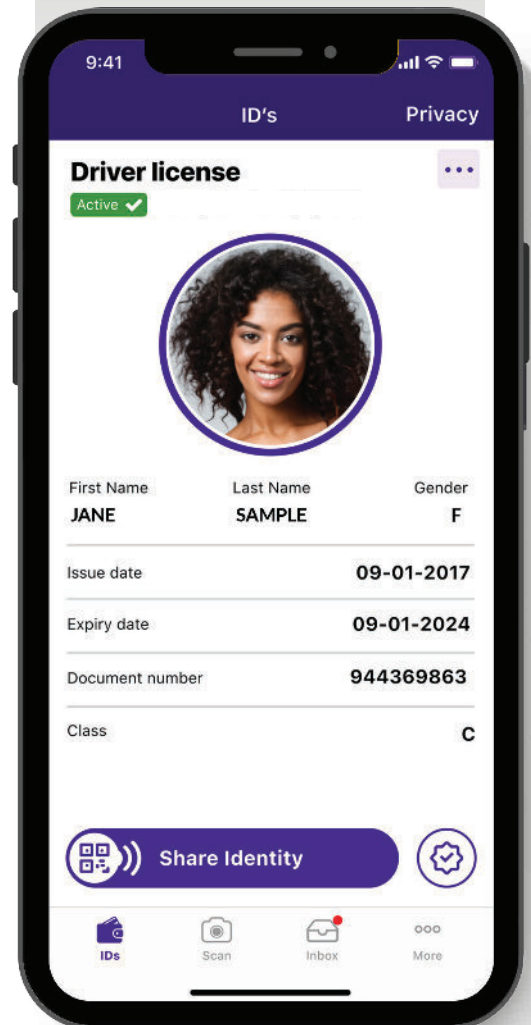 9:41
ID's Privacy
Driver license
Active
First Name Last Name Gender
JANE SAMPLE F
Issue date 09-01-2017
Expiry date 09-01-2024
Document number 944369863
Class C
Share Identity
IDs Scan Inbox More